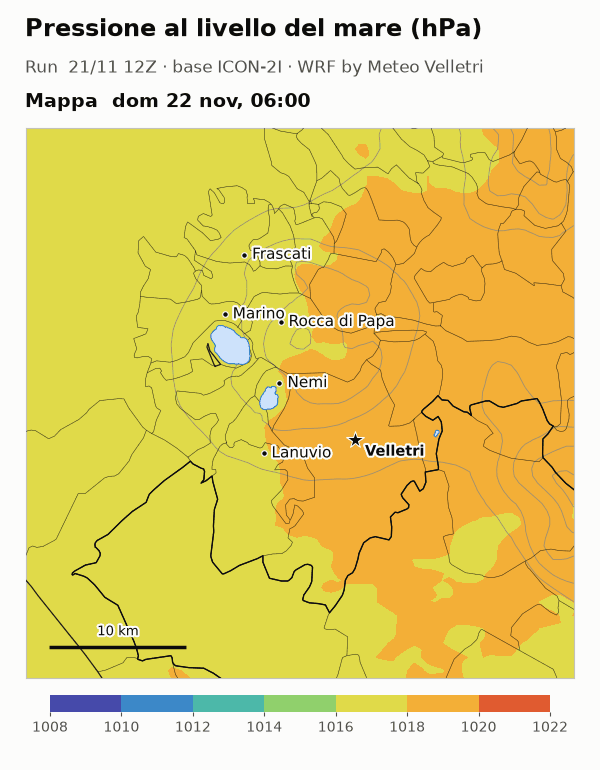 Pressione al livello del mare (hPa)
Run  21/11 12Z · base ICON-2I · WRF by Meteo Velletri
Mappa  dom 22 nov, 06:00
Frascati
Marino
Rocca di Papa
Nemi
Velletri
Lanuvio
10 km
1008 1010 1012 1014 1016 1018 1020 1022